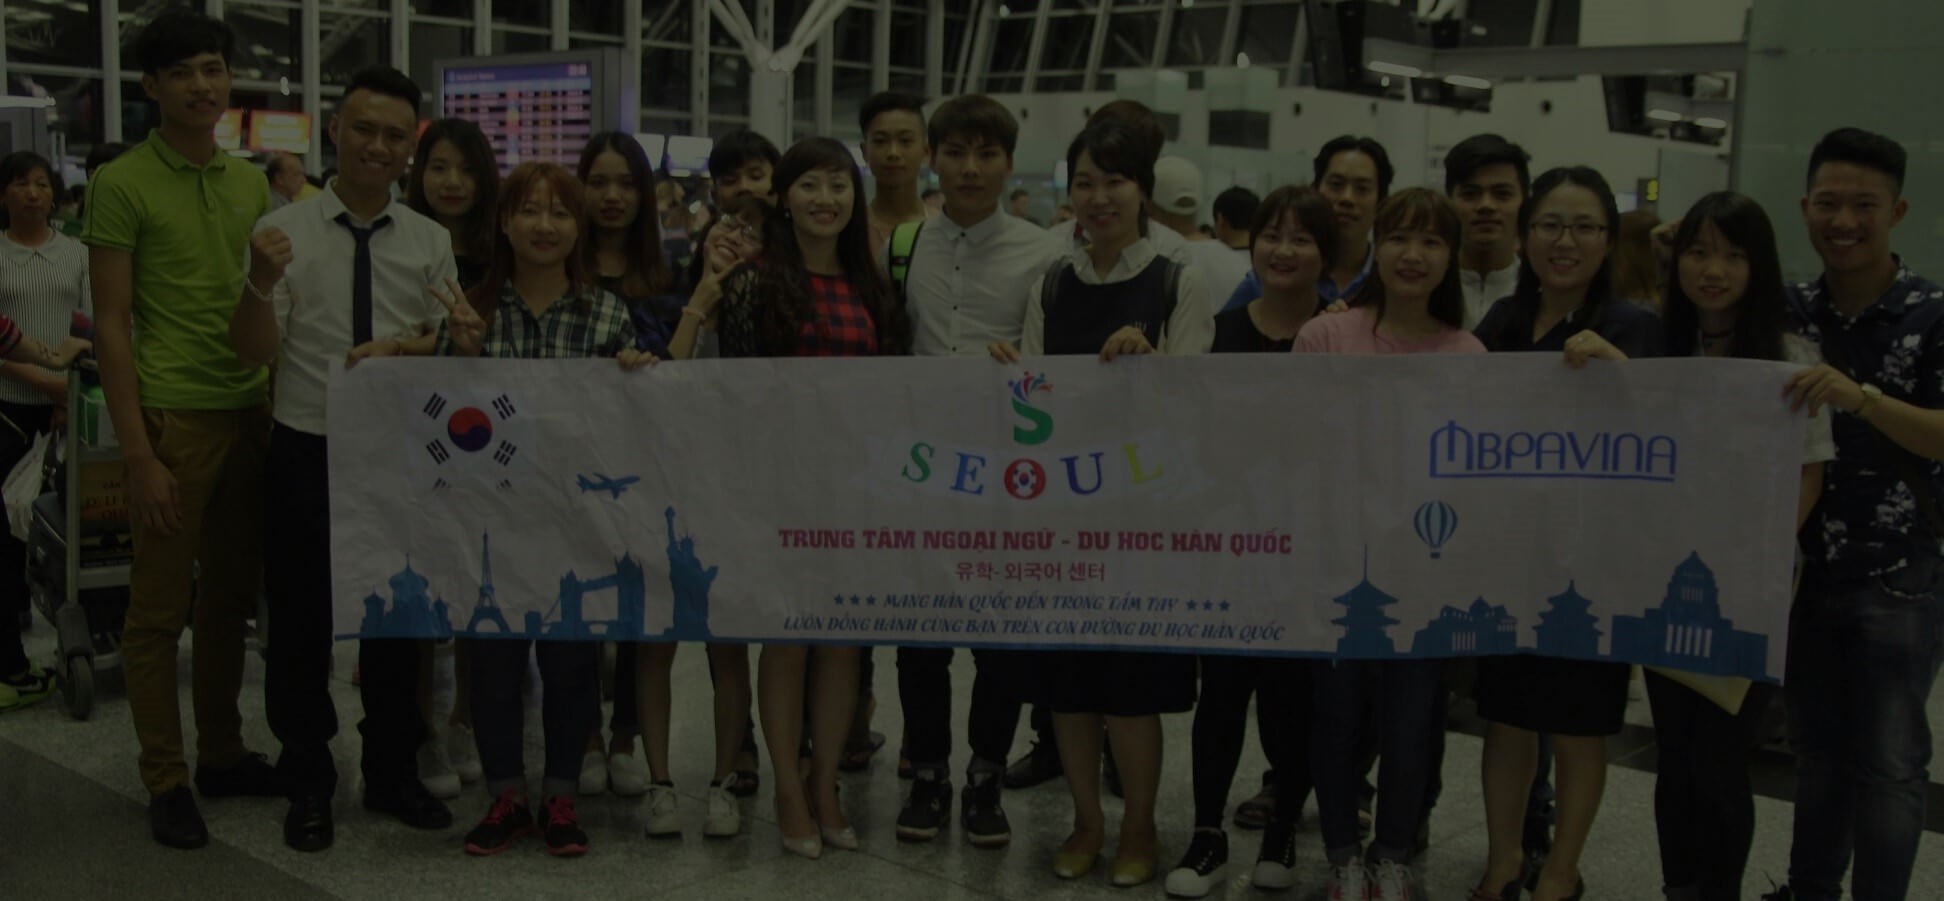 S
SEOUL
MBPAVINA
TRUNG TÂM NGOẠI NGỮ - DU HOC HÀN QUỐC
유학- 외국어 센터
★★★ MANG HÀN QUỐC ĐẾN TRONG TẦM TAY ★★★
LUÔN ĐỒNG HÀNH CÙNG BẠN TRÊN CON ĐƯỜNG DU HỌC HÀN QUỐC